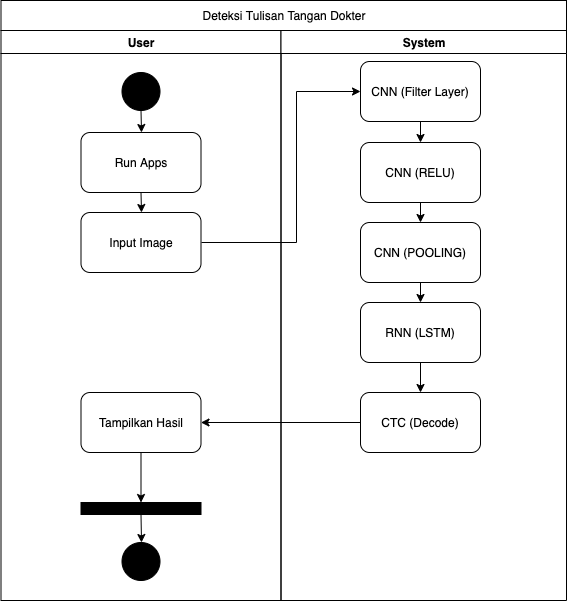 Deteksi Tulisan Tangan Dokter
User
System
CNN (Filter Layer)
Run Apps
CNN (RELU)
Input Image
CNN (POOLING)
RNN (LSTM)
Tampilkan Hasil
CTC (Decode)